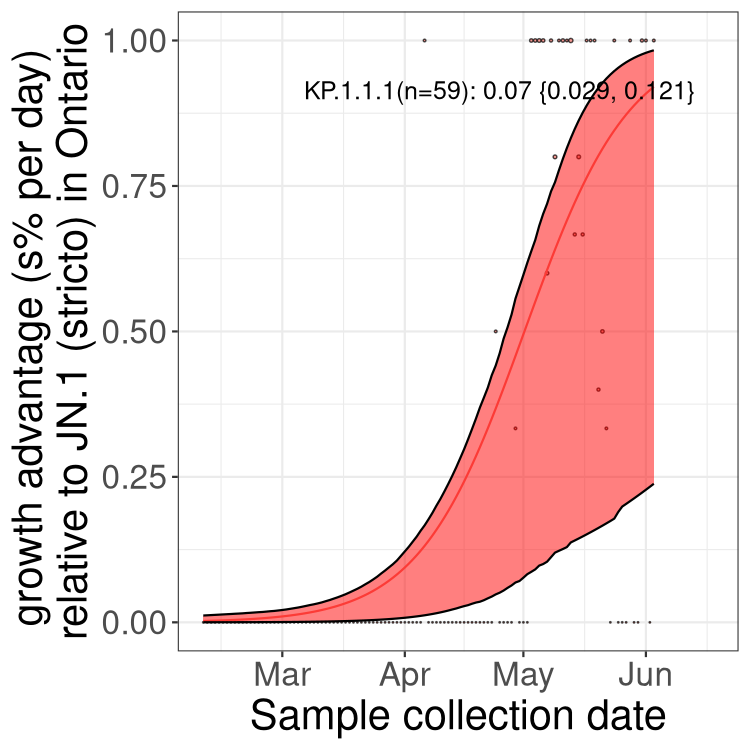 growth advantage (s% per day)
relative to JN.1 (stricto) in Ontario
1.00
0.75
0.50
0.25
0.00
KP.1.1.1(n=59): 0.07 {0.029, 0.121}
Mar Apr May Jun
Sample collection date